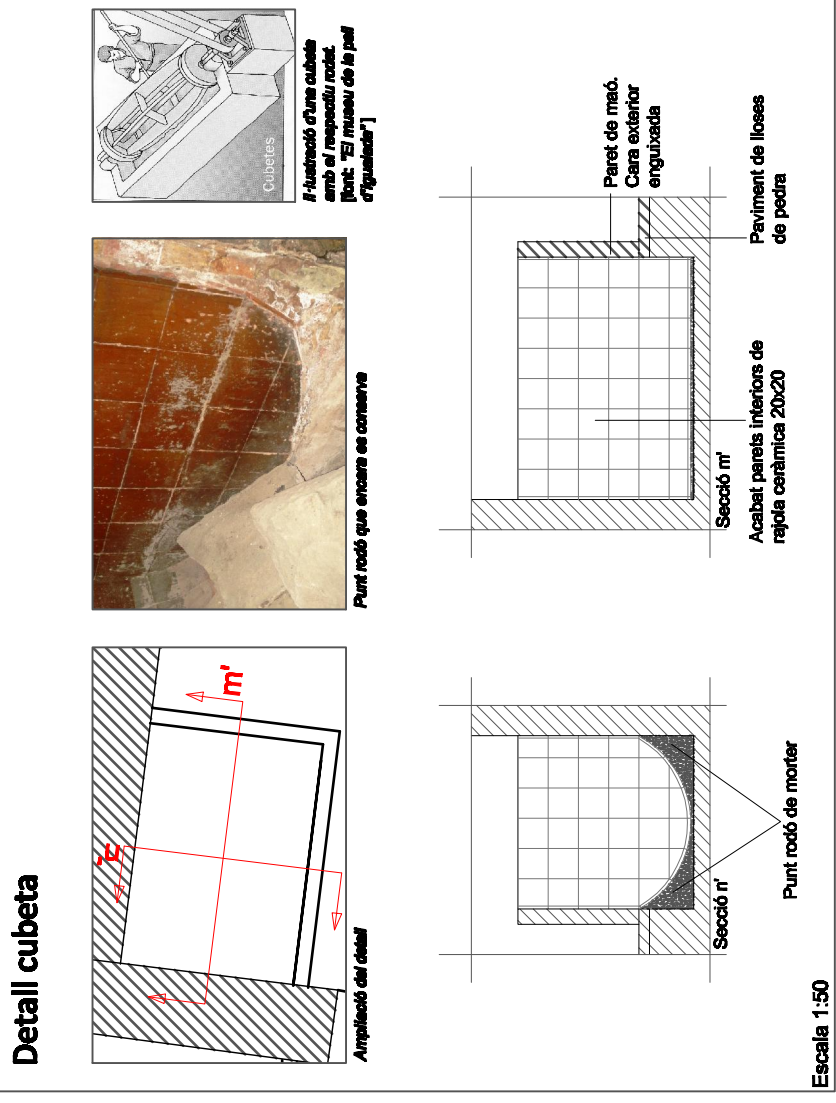 Detall cubeta
m'
n'
Ampliació del detall
Punt rodó que encara es conserva
Cubetes
Il·lustració d'una cubeta
amb el respectiu rodet.
[font: "El museu de la pell
d'Igualada"]
Secció n'
Punt rodó de morter
Secció m'
Acabat parets interiors de
rajola ceràmica 20x20
Paret de maó.
Cara exterior
enguixada
Paviment de lloses
de pedra
Escala 1:50